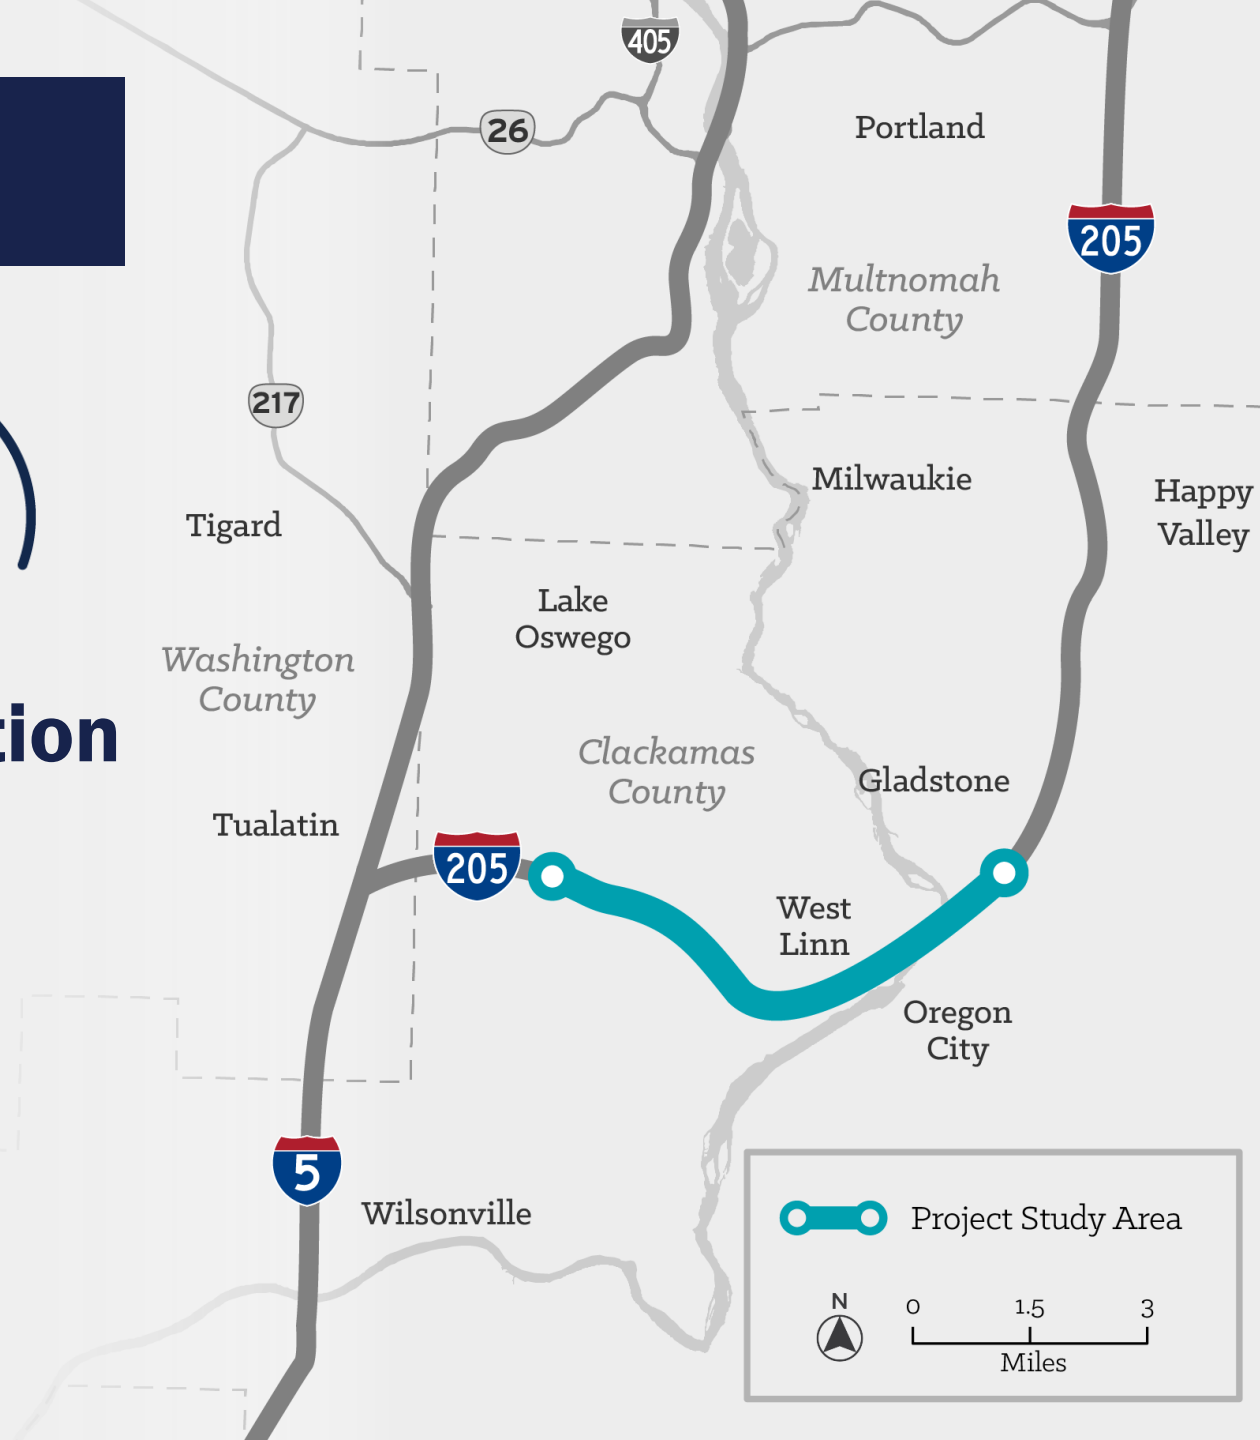 405
26
Portland
205
Multnomah
County
217
Milwaukie
Happy
Valley
Tigard
Lake
Oswego
Washington
County
tion
Clackamas
County
Gladstone
Tualatin
205
West
Linn
Oregon
City
5
Wilsonville
Project Study Area
N
0 1.5 3
Miles